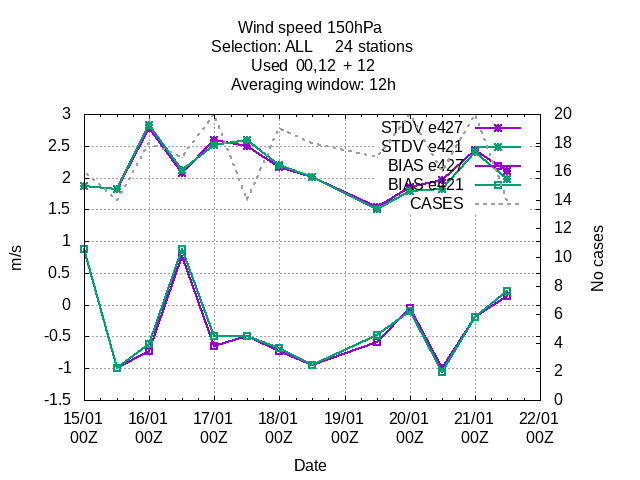 Wind speed 150hPa
Selection: ALL 24 stations
Used 00,12 + 12
Averaging window: 12h
STDV e427
STDV e421
BIAS e427
BIAS e421
CASES
3
2.5
2
1.5
1
0.5
0
-0.5
-1
-1.5
m/s
20
18
16
14
12
10
8
6
4
2
0
No cases
15/01 16/01 17/01 18/01 19/01 20/01 21/01 22/01
00Z 00Z 00Z 00Z 00Z 00Z 00Z 00Z
Date